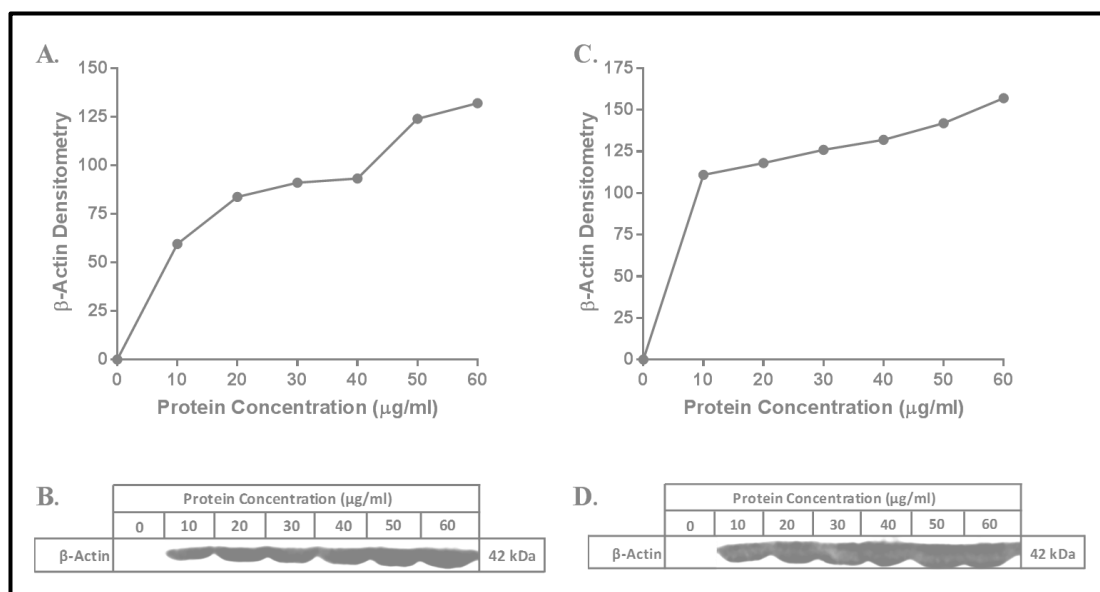 A.
150
125
100
75
50
25
0
β-Actin Densitometry
0 10 20 30 40 50 60
Protein Concentration (µg/ml)
C.
175
150
125
100
75
50
25
0
β-Actin Densitometry
0 10 20 30 40 50 60
Protein Concentration (µg/ml)
B.
Protein Concentration (µg/ml)
0 10 20 30 40 50 60
β-Actin 42 kDa
D.
Protein Concentration (µg/ml)
0 10 20 30 40 50 60
β-Actin 42 kDa